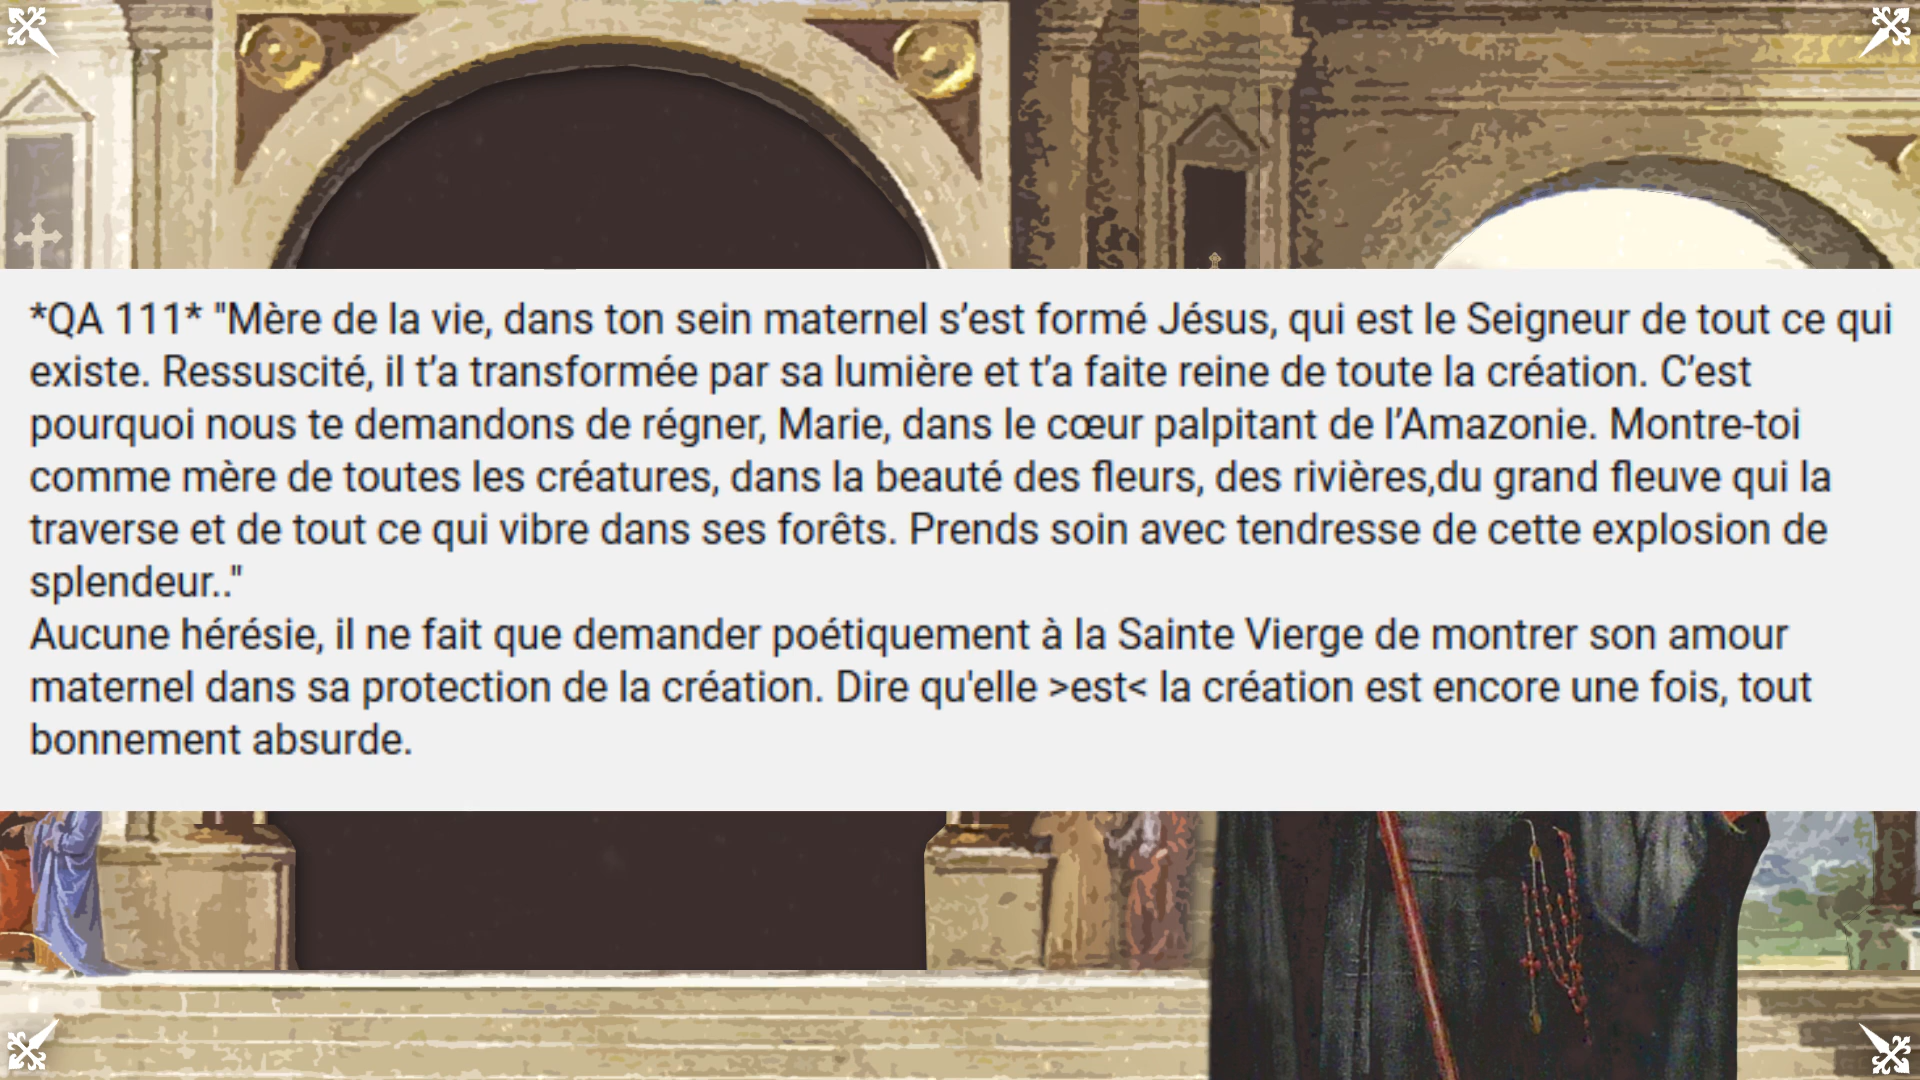 *QA 111* "Mère de la vie, dans ton sein maternel s’est formé Jésus, qui est le Seigneur de tout ce qui
existe. Ressuscité, il t’a transformée par sa lumière et t’a faite reine de toute la création. C’est
pourquoi nous te demandons de régner, Marie, dans le cœur palpitant de l’Amazonie. Montre-toi
comme mère de toutes les créatures, dans la beauté des fleurs, des rivières,du grand fleuve qui la
traverse et de tout ce qui vibre dans ses forêts. Prends soin avec tendresse de cette explosion de
splendeur.."
Aucune hérésie, il ne fait que demander poétiquement à la Sainte Vierge de montrer son amour
maternel dans sa protection de la création. Dire qu'elle >est< la création est encore une fois, tout
bonnement absurde.